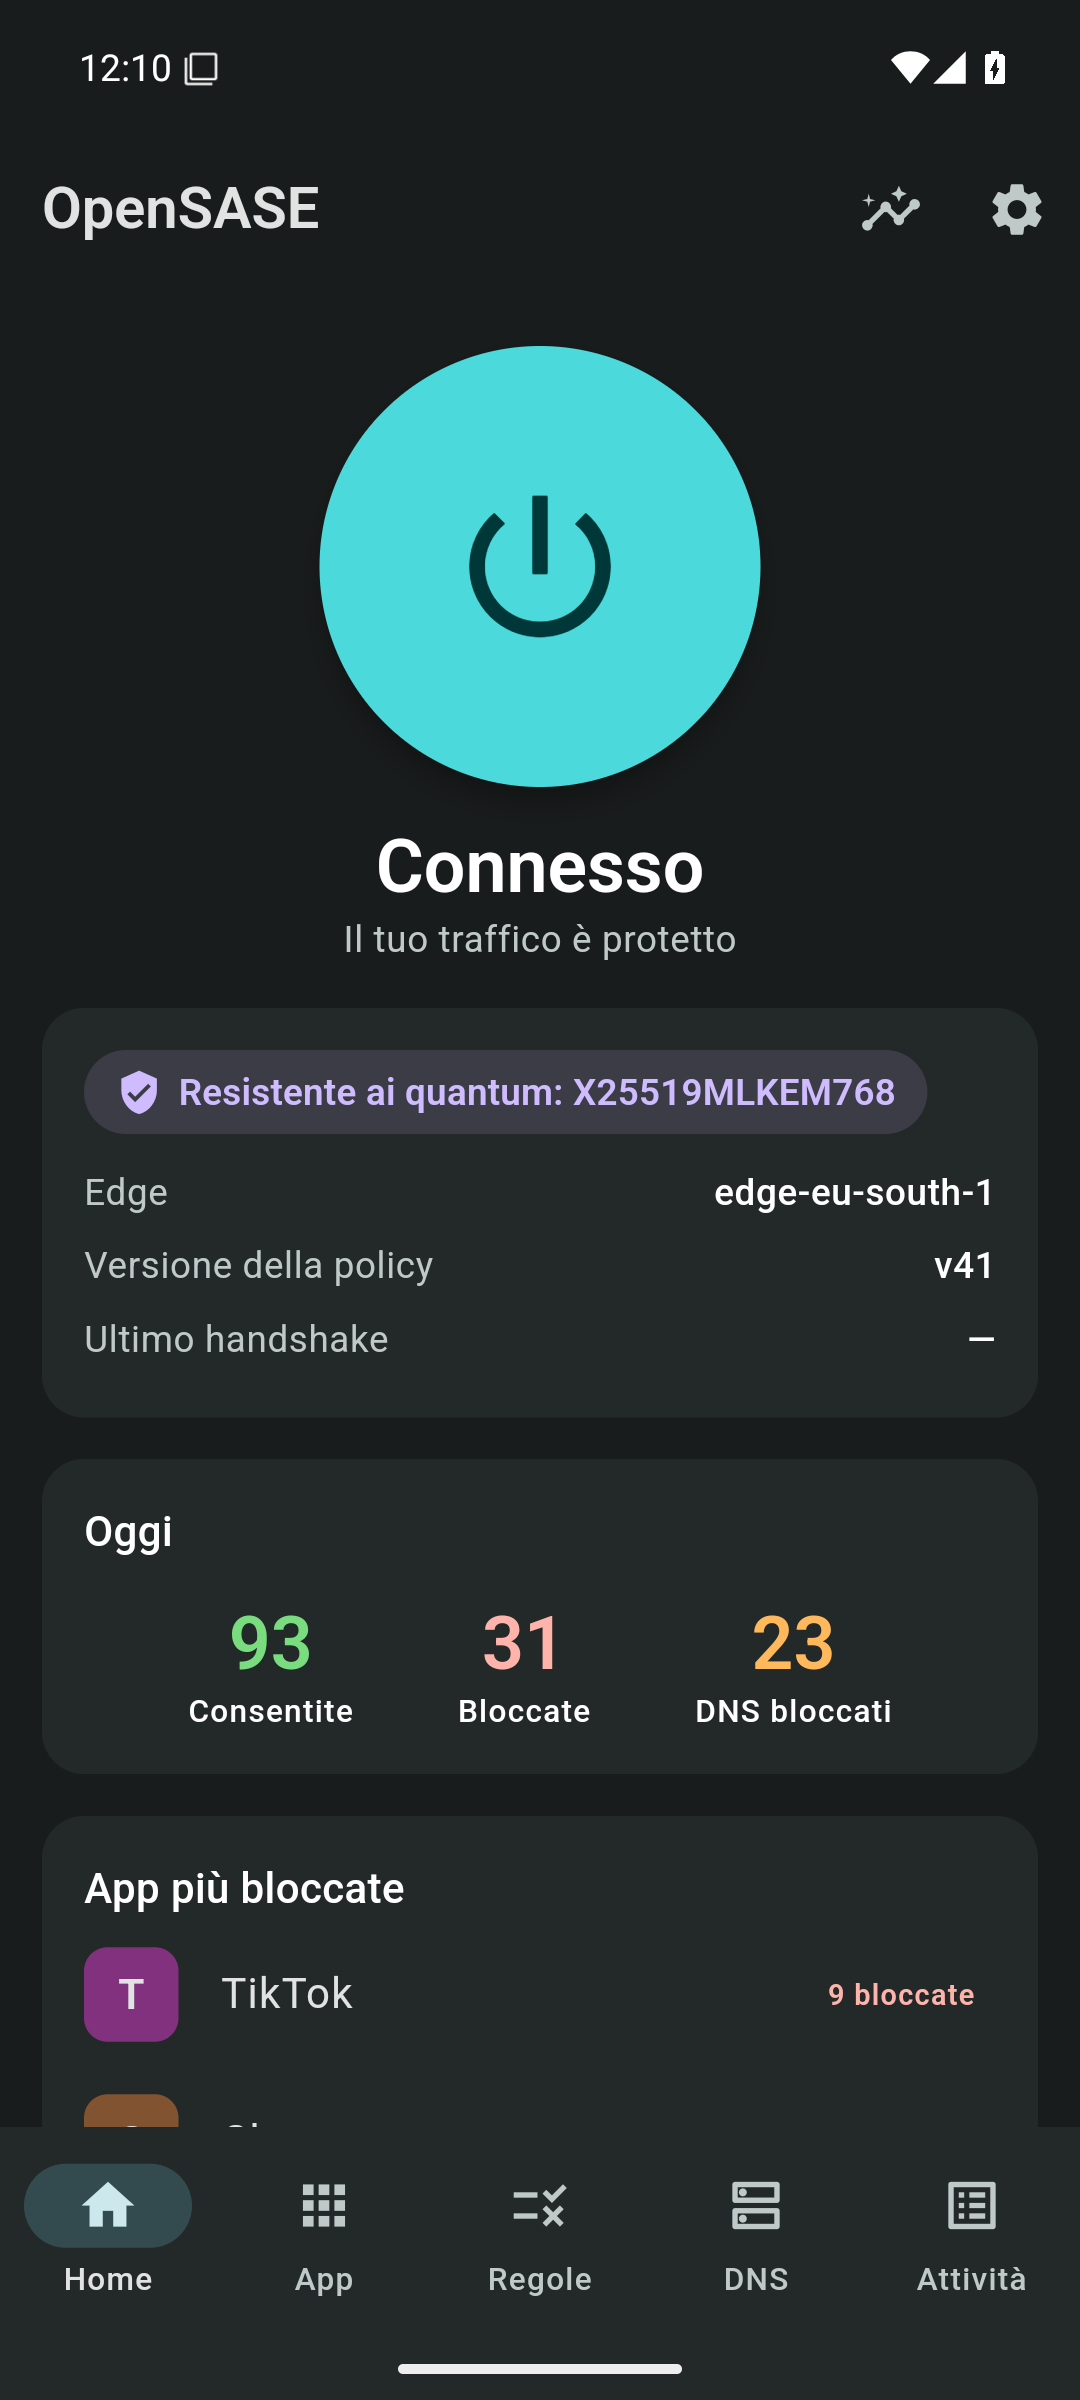 12:10
OpenSASE
Connesso
Il tuo traffico è protetto
Resistente ai quantum: X25519MLKEM768
Edge edge-eu-south-1
Versione della policy v41
Ultimo handshake —
Oggi
93 31 23
Consentite Bloccate DNS bloccati
App più bloccate
T TikTok 9 bloccate
Home App Regole DNS Attività